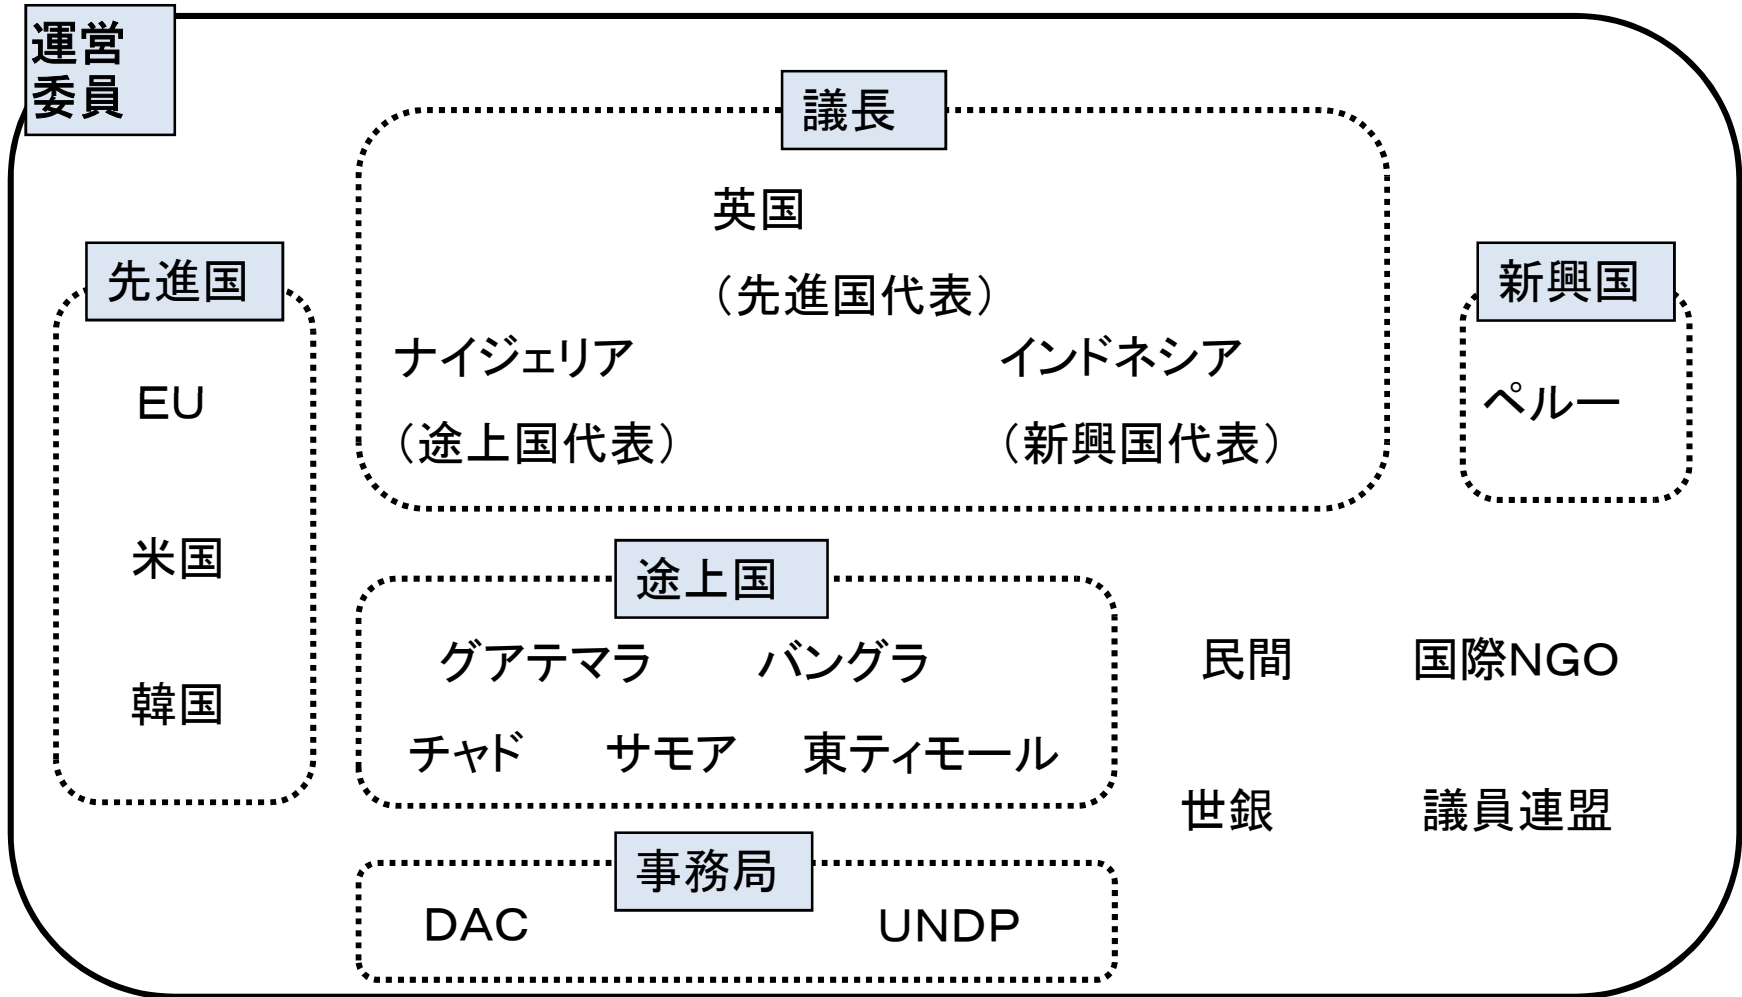 運営
委員
議長
英国
（先進国代表）
ナイジェリア
（途上国代表）
インドネシア
（新興国代表）
先進国
EU
米国
韓国
新興国
ペルー
途上国
グアテマラ
バングラ
チャド
サモア
東ティモール
民間
国際NGO
世銀
議員連盟
事務局
DAC
UNDP